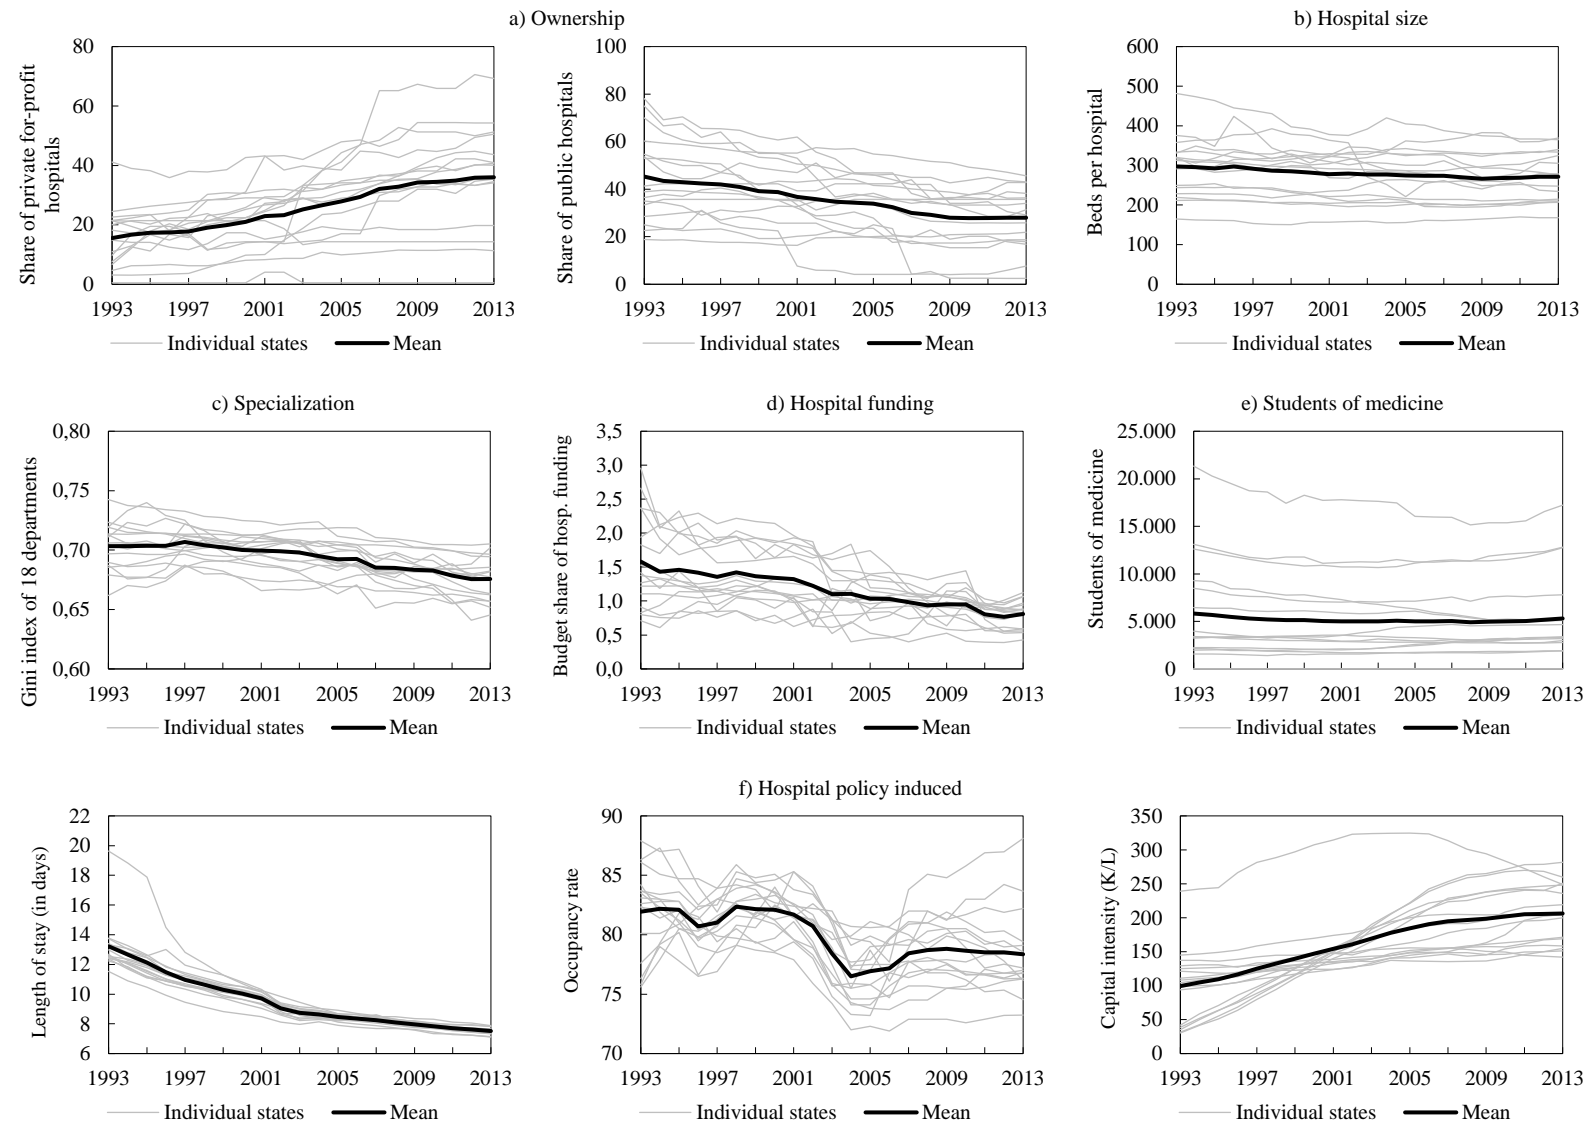 a) Ownership
b) Hospital size
Share of private for-profit
hospitals
80
60
40
20
0
1993 1997 2001 2005 2009 2013
Individual states Mean
Share of public hospitals
100
80
60
40
20
0
1993 1997 2001 2005 2009 2013
Individual states Mean
Beds per hospital
600
500
400
300
200
100
0
1993 1997 2001 2005 2009 2013
Individual states Mean
c) Specialization
Gini index of 18 departments
0,80
0,75
0,70
0,65
0,60
1993 1997 2001 2005 2009 2013
Individual states Mean
d) Hospital funding
Budget share of hosp. funding
3,5
3,0
2,5
2,0
1,5
1,0
0,5
0,0
1993 1997 2001 2005 2009 2013
Individual states Mean
e) Students of medicine
Students of medicine
25.000
20.000
15.000
10.000
5.000
0
1993 1997 2001 2005 2009 2013
Individual states Mean
f) Hospital policy induced
Length of stay (in days)
22
20
18
16
14
12
10
8
6
1993 1997 2001 2005 2009 2013
Individual states Mean
Occupancy rate
90
85
80
75
70
1993 1997 2001 2005 2009 2013
Individual states Mean
Capital intensity (K/L)
350
300
250
200
150
100
50
0
1993 1997 2001 2005 2009 2013
Individual states Mean